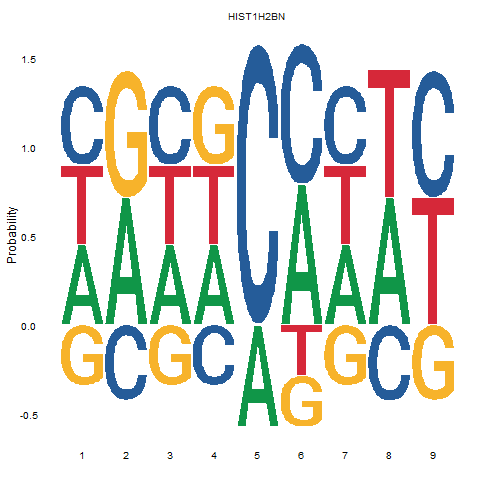 HIST1H2BN
1.5
1.0
0.5
0.0
-0.5
Probability
C G C G C C C T C
T A T T A T A T
A A A A
G C G C A T G C G
G
1 2 3 4 5 6 7 8 9